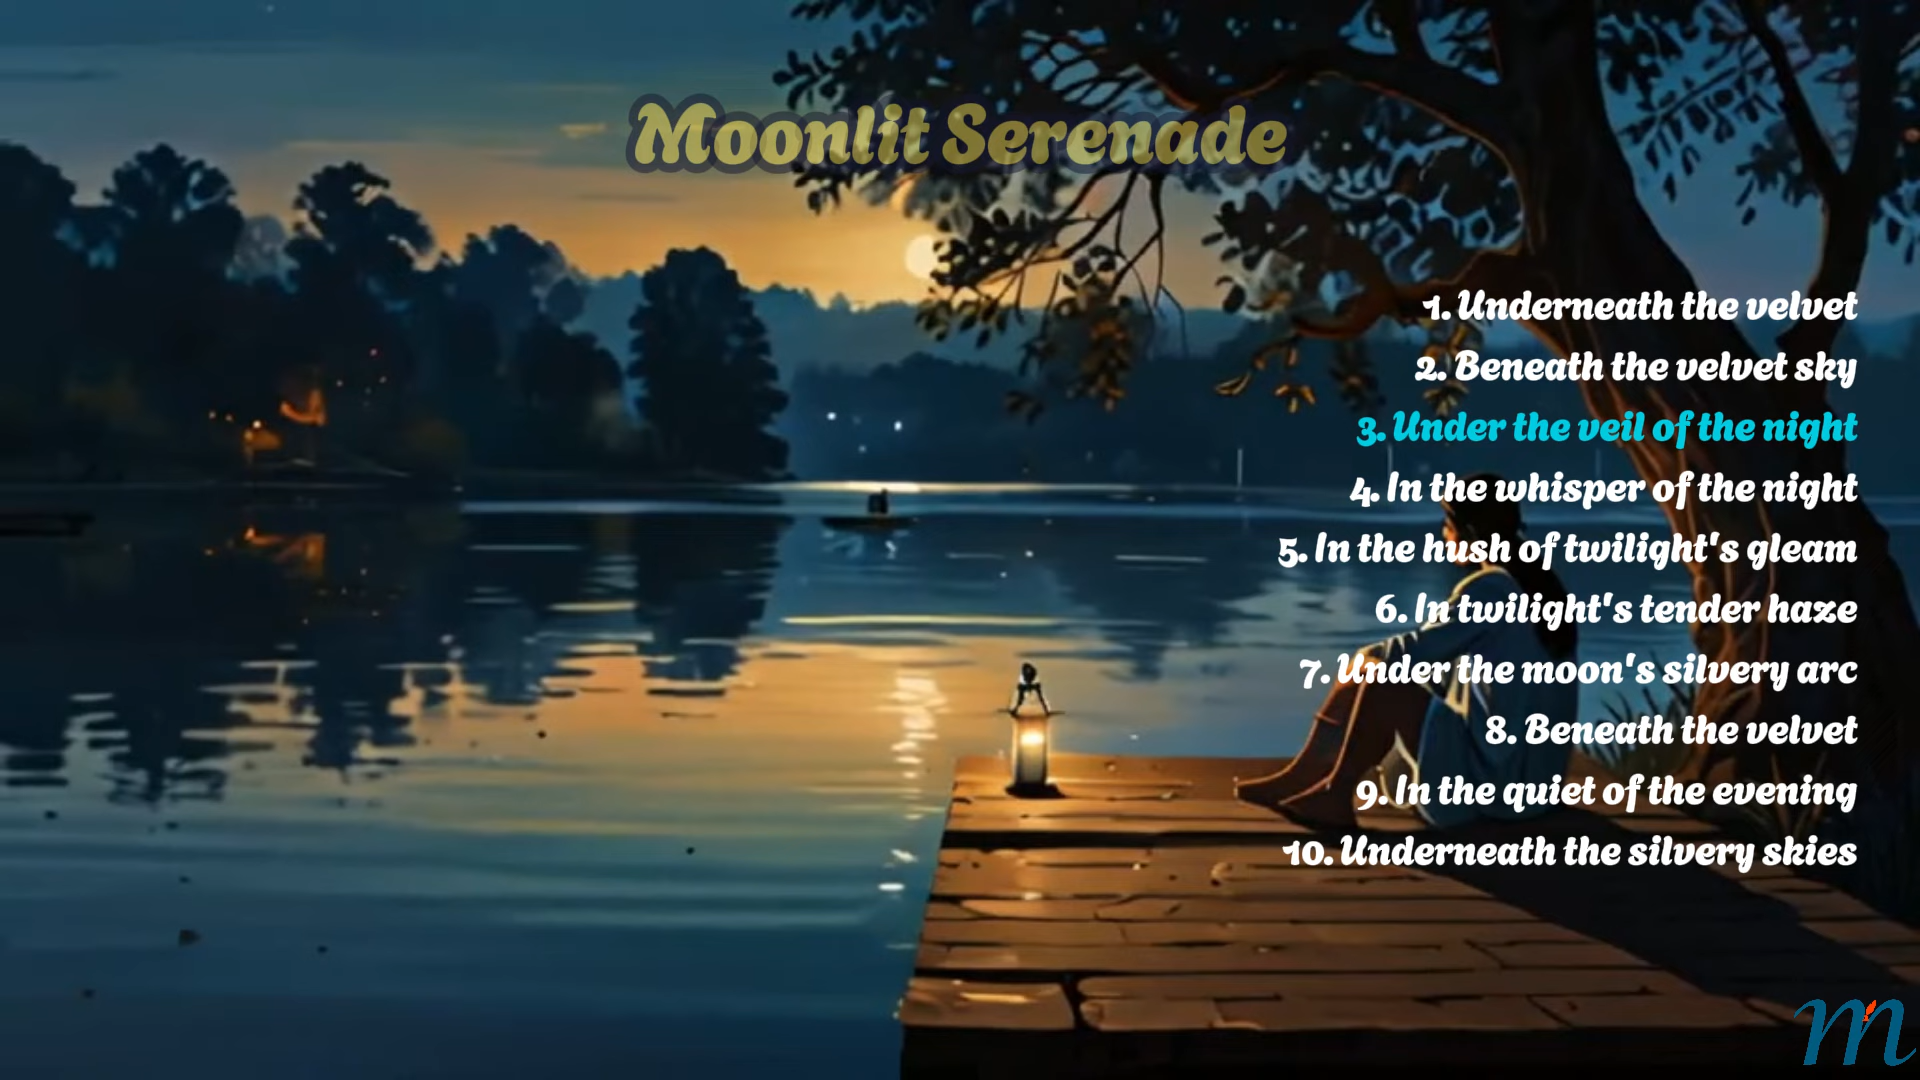 Moonlit Serenade
1. Underneath the velvet
2. Beneath the velvet sky
3. Under the veil of the night
4. In the whisper of the night
5. In the hush of twilight's gleam
6. In twilight's tender haze
7. Under the moon's silvery arc
8. Beneath the velvet
9. In the quiet of the evening
10. Underneath the silvery skies
m